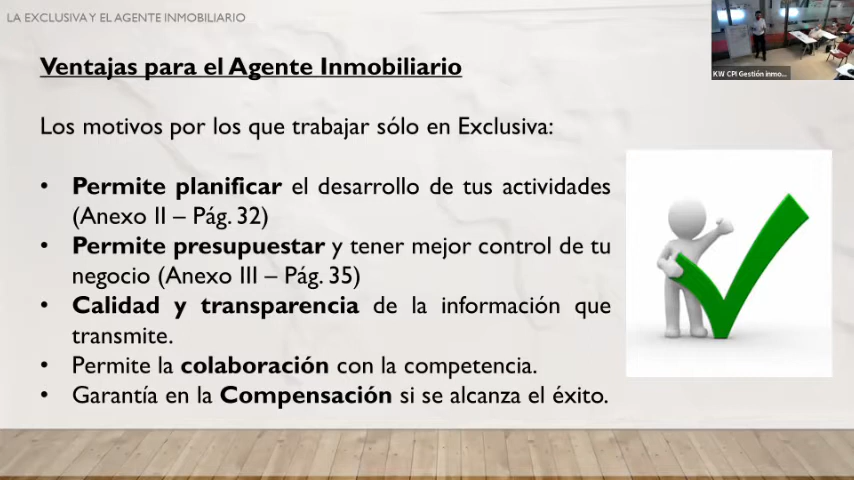 LA EXCLUSIVA Y EL AGENTE INMOBILIARIO
KW CPI Gestión inmo...
Ventajas para el Agente Inmobiliario
Los motivos por los que trabajar sólo en Exclusiva:
• Permite planificar el desarrollo de tus actividades
(Anexo II – Pág. 32)
• Permite presupuestar y tener mejor control de tu
negocio (Anexo III – Pág. 35)
• Calidad y transparencia de la información que
transmite.
• Permite la colaboración con la competencia.
• Garantía en la Compensación si se alcanza el éxito.